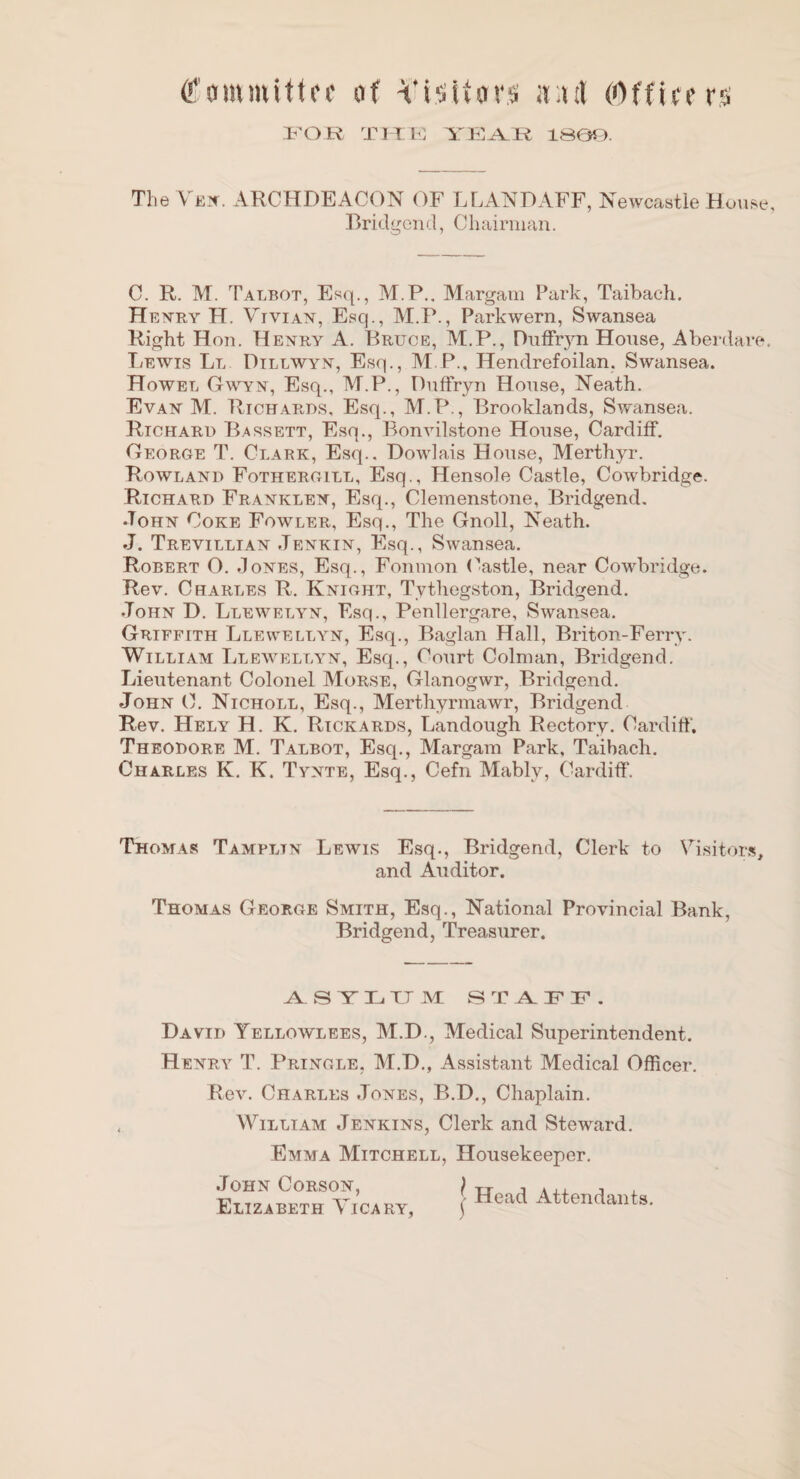 Committee of Visitors and Officers
FOR THE YEAR 1869.
The VEN. ARCHDEACON OF LLANDAFF, Newcastle House,
Bridgend, Chairman.
C. R. M. TALBOT, Esq., M.P., Margam Park, Taibach.
HENRY H. VIVIAN, Esq., M.P., Parkwern, Swansea
Right Hon. HENRY A. BRUCE, M.P., Duffryn House, Aberdare.
LEWIS LL DILLWYN, Esq., M.P., Hendrefoilan, Swansea.
HOWEL GWYN, Esq., M.P., Duffryn House, Neath.
EVAN M. RICHARDS, Esq., M.P., Brooklands, Swansea.
RICHARD BASSETT, Esq., Bonvilstone House, Cardiff.
GEORGE T. CLARK, Esq., Dowlais House, Merthyr.
ROWLAND FOTHERGILL, Esq., Hensole Castle, Cowbridge.
RICHARD FRANKLEN, Esq., Clemenstone, Bridgend.
JOHN COKE FOWLER, Esq., The Gnoll, Neath.
J. TREVILLIAN JENKIN, Esq., Swansea.
ROBERT O. JONES, Esq., Fonmon Castle, near Cowbridge.
Rev. CHARLES R. KNIGHT, Tythegston, Bridgend.
JOHN D. LLEWELYN, Esq., Penllergare, Swansea.
GRIFFITH LLEWELLYN, Esq., Baglan Hall, Briton-Ferry.
WILLIAM LLEWELLYN, Esq., Court Colman, Bridgend.
Lieutenant Colonel MORSE, Glanogwr, Bridgend.
JOHN C. NICHOLL, Esq., Merthyrmawr, Bridgend
Rev. HELY H. K. RICKARDS, Landough Rectory. Cardiff.
THEODORE M. TALBOT, Esq., Margam Park, Taibach.
CHARLES K. K. TYNTE, Esq., Cefn Mably, Cardiff.
THOMAS TAMPLIN LEWIS Esq., Bridgend, Clerk to Visitors,
and Auditor.
THOMAS GEORGE SMITH, Esq., National Provincial Bank,
Bridgend, Treasurer.
ASYLUM STAFF.
DAVID YELLOWLEES, M.D., Medical Superintendent.
HENRY T. PRINGLE, M.D., Assistant Medical Officer.
Rev. CHARLES JONES, B.D., Chaplain.
WILLIAM JENKINS, Clerk and Steward.
EMMA MITCHELL, Housekeeper.
JOHN CORSON,
ELIZABETH VICARY, } Head Attendants.